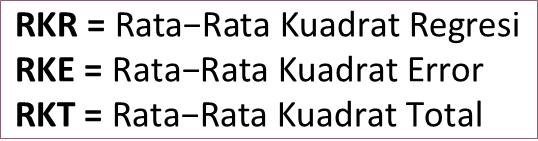 RKR = Rata–Rata Kuadrat Regresi
RKE = Rata–Rata Kuadrat Error
RKT = Rata–Rata Kuadrat Total